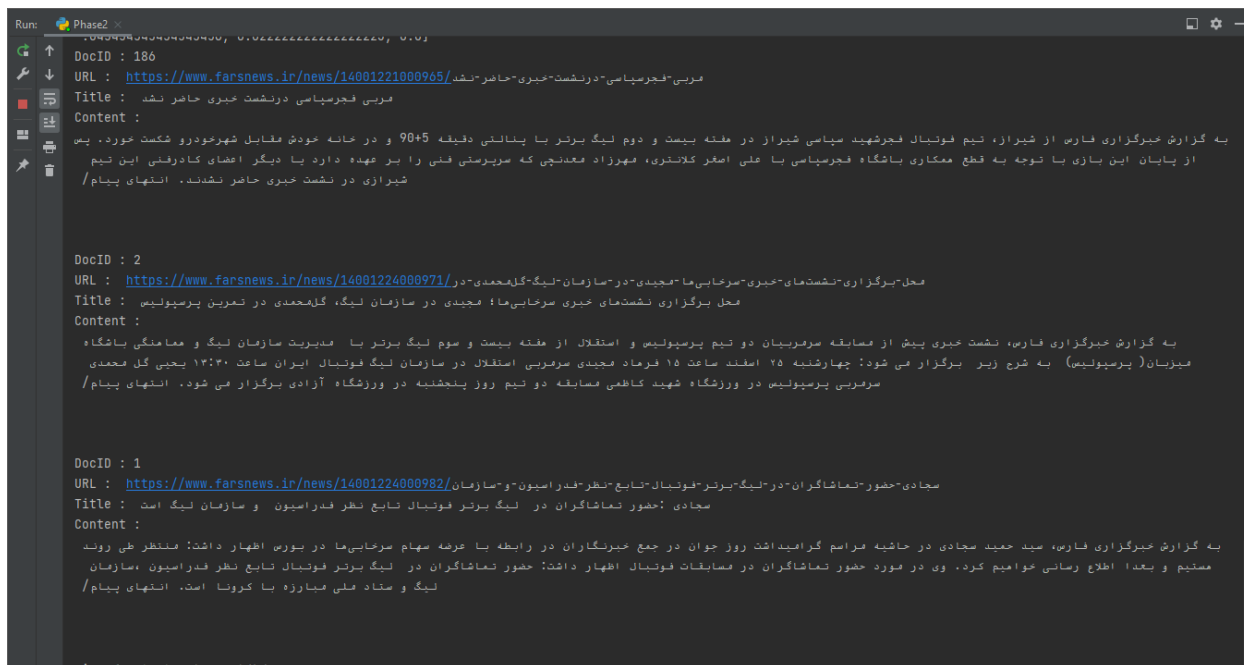 Run: Phase2
DocID : 186
URL : https://www.farsnews.ir/news/14001221000965/مربی-فجرسپاسی-درنشست-خبری-حاضر-نشد
Title : مربی فجرسپاسی درنشست خبری حاضر نشد
Content :
به گزارش خبرگزاری فارس از شیراز، تیم فوتبال فجرشهید سپاسی شیراز در هفته بیست و دوم لیگ برتر با پنالتی دقیقه 5+90 و در خانه خودش مقابل شهرخودرو شکست خورد. پس
از پایان این بازی با توجه به قطع همکاری باشگاه فجرسپاسی با علی اصغر کلانتری، مهرزاد معدنچی که سرپرستی فنی را بر عهده دارد یا دیگر اعضای کادرفنی این تیم
شیرازی در نشست خبری حاضر نشدند. انتهای پیام/
DocID : 2
URL : https://www.farsnews.ir/news/14001224000971/محل-برگزاری-نشست‌های-خبری-سرخابی‌ها-مجیدی-در-سازمان-لیگ-گل‌محمدی-در
Title : محل برگزاری نشست‌های خبری سرخابی‌ها؛ مجیدی در سازمان لیگ، گل‌محمدی در تمرین پرسپولیس
Content :
به گزارش خبرگزاری فارس، نشست خبری پیش از مسابقه سرمربیان دو تیم پرسپولیس و استقلال از هفته بیست و سوم لیگ برتر با مدیریت سازمان لیگ و هماهنگی باشگاه
میزبان( پرسپولیس) به شرح زیر برگزار می شود: چهارشنبه ۲۵ اسفند ساعت ۱۵ فرهاد مجیدی سرمربی استقلال در سازمان لیگ فوتبال ایران ساعت ۱۳:۳۰ یحیی گل محمدی
سرمربی پرسپولیس در ورزشگاه شهید کاظمی مسابقه دو تیم روز پنجشنبه در ورزشگاه آزادی برگزار می شود. انتهای پیام/
DocID : 1
URL : https://www.farsnews.ir/news/14001224000982/سجادی-حضور-تماشاگران-در-لیگ-برتر-فوتبال-تابع-نظر-فدراسیون-و-سازمان
Title : سجادی :حضور تماشاگران در لیگ برتر فوتبال تابع نظر فدراسیون و سازمان لیگ است
Content :
به گزارش خبرگزاری فارس، سید حمید سجادی در حاشیه مراسم گرامیداشت روز جوان در جمع خبرنگاران در رابطه با عرضه سهام سرخابی‌ها در بورس اظهار داشت: منتظر طی روند
هستیم و بعدا اطلاع رسانی خواهیم کرد. وی در مورد حضور تماشاگران در مسابقات فوتبال اظهار داشت: حضور تماشاگران در لیگ برتر فوتبال تابع نظر فدراسیون ،سازمان
لیگ و ستاد ملی مبارزه با کرونا است. انتهای پیام/